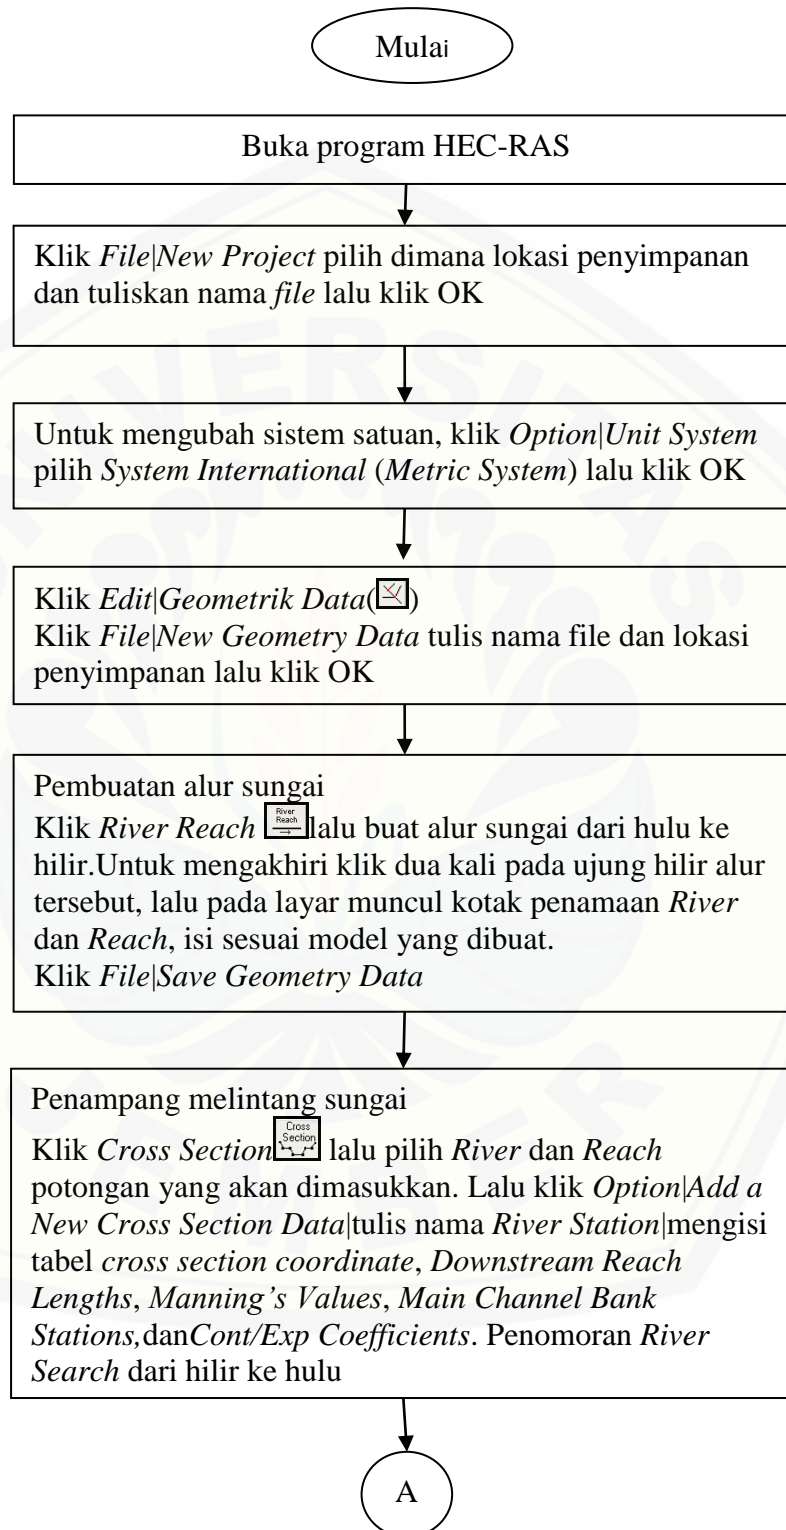 Mulai
Buka program HEC-RAS
Klik File|New Project pilih dimana lokasi penyimpanan
dan tuliskan nama file lalu klik OK
Untuk mengubah sistem satuan, klik Option|Unit System
pilih System International (Metric System) lalu klik OK
Klik Edit|Geometrik Data()
Klik File|New Geometry Data tulis nama file dan lokasi
penyimpanan lalu klik OK
Pembuatan alur sungai
Klik River Reach River Reach lalu buat alur sungai dari hulu ke
hilir.Untuk mengakhiri klik dua kali pada ujung hilir alur
tersebut, lalu pada layar muncul kotak penamaan River
dan Reach, isi sesuai model yang dibuat.
Klik File|Save Geometry Data
Penampang melintang sungai
Klik Cross Section Cross Section lalu pilih River dan Reach
potongan yang akan dimasukkan. Lalu klik Option|Add a
New Cross Section Data|tulis nama River Station|mengisi
tabel cross section coordinate, Downstream Reach
Lengths, Manning's Values, Main Channel Bank
Stations,danCont/Exp Coefficients. Penomoran River
Search dari hilir ke hulu
A
UNIVERSITAS
JEMBER